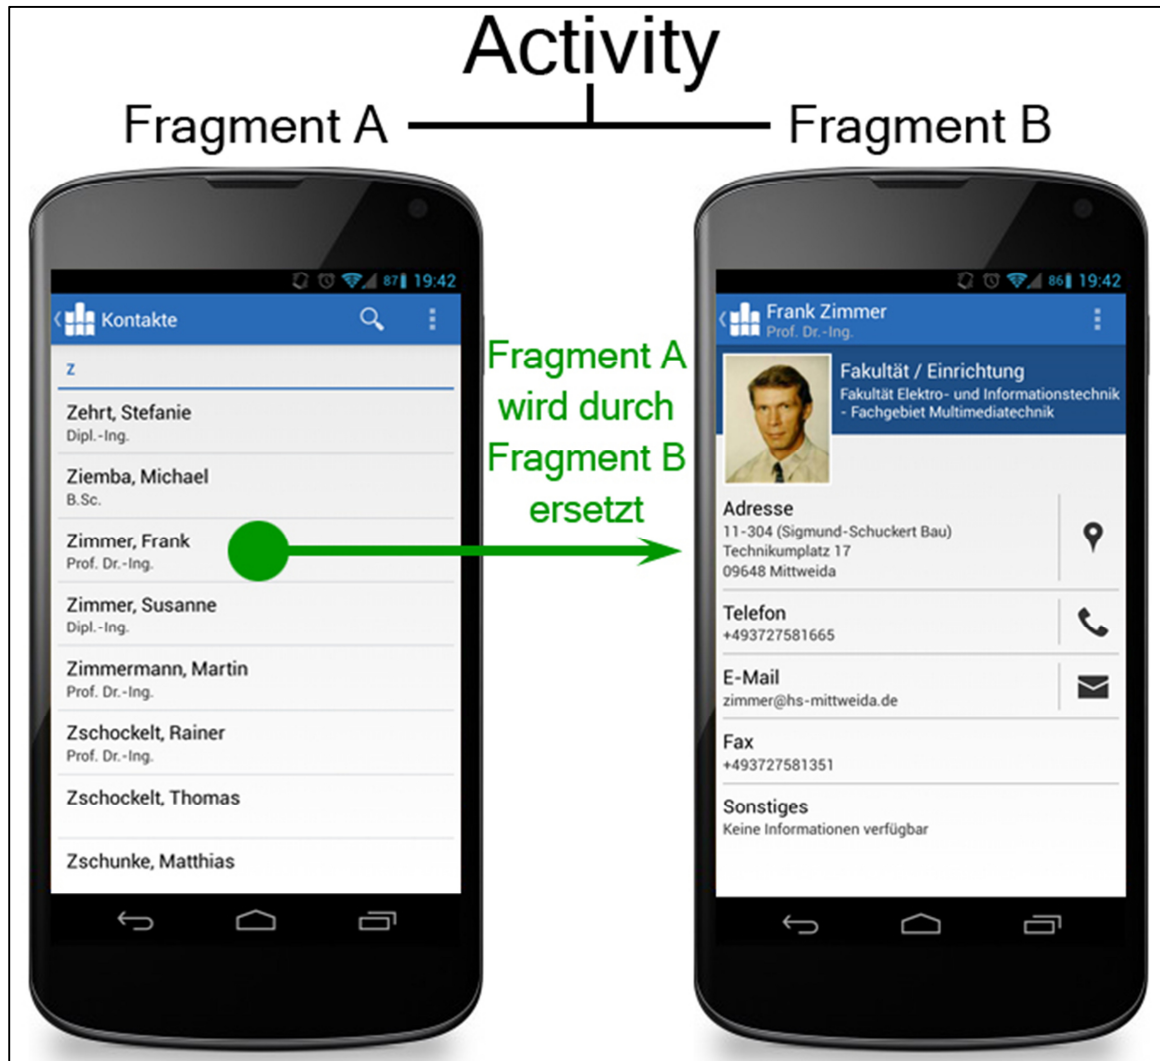 Activity
Fragment A
Fragment B
87 19:42
Kontakte
Z
Zehrt, Stefanie
Dipl.-Ing.
Ziemba, Michael
B.Sc.
Zimmer, Frank
Prof. Dr.-Ing.
Zimmer, Susanne
Dipl.-Ing.
Zimmermann, Martin
Prof. Dr.-Ing.
Zschockelt, Rainer
Prof. Dr.-Ing.
Zschockelt, Thomas
Zschunke, Matthias
Fragment A
wird durch
Fragment B
ersetzt
86 19:42
Frank Zimmer
Prof. Dr.-Ing.
Fakultät / Einrichtung
Fakultät Elektro- und Informationstechnik
- Fachgebiet Multimediatechnik
Adresse
11-304 (Sigmund-Schuckert Bau)
Technikumplatz 17
09648 Mittweida
Telefon
+493727581665
E-Mail
zimmer@hs-mittweida.de
Fax
+493727581351
Sonstiges
Keine Informationen verfügbar